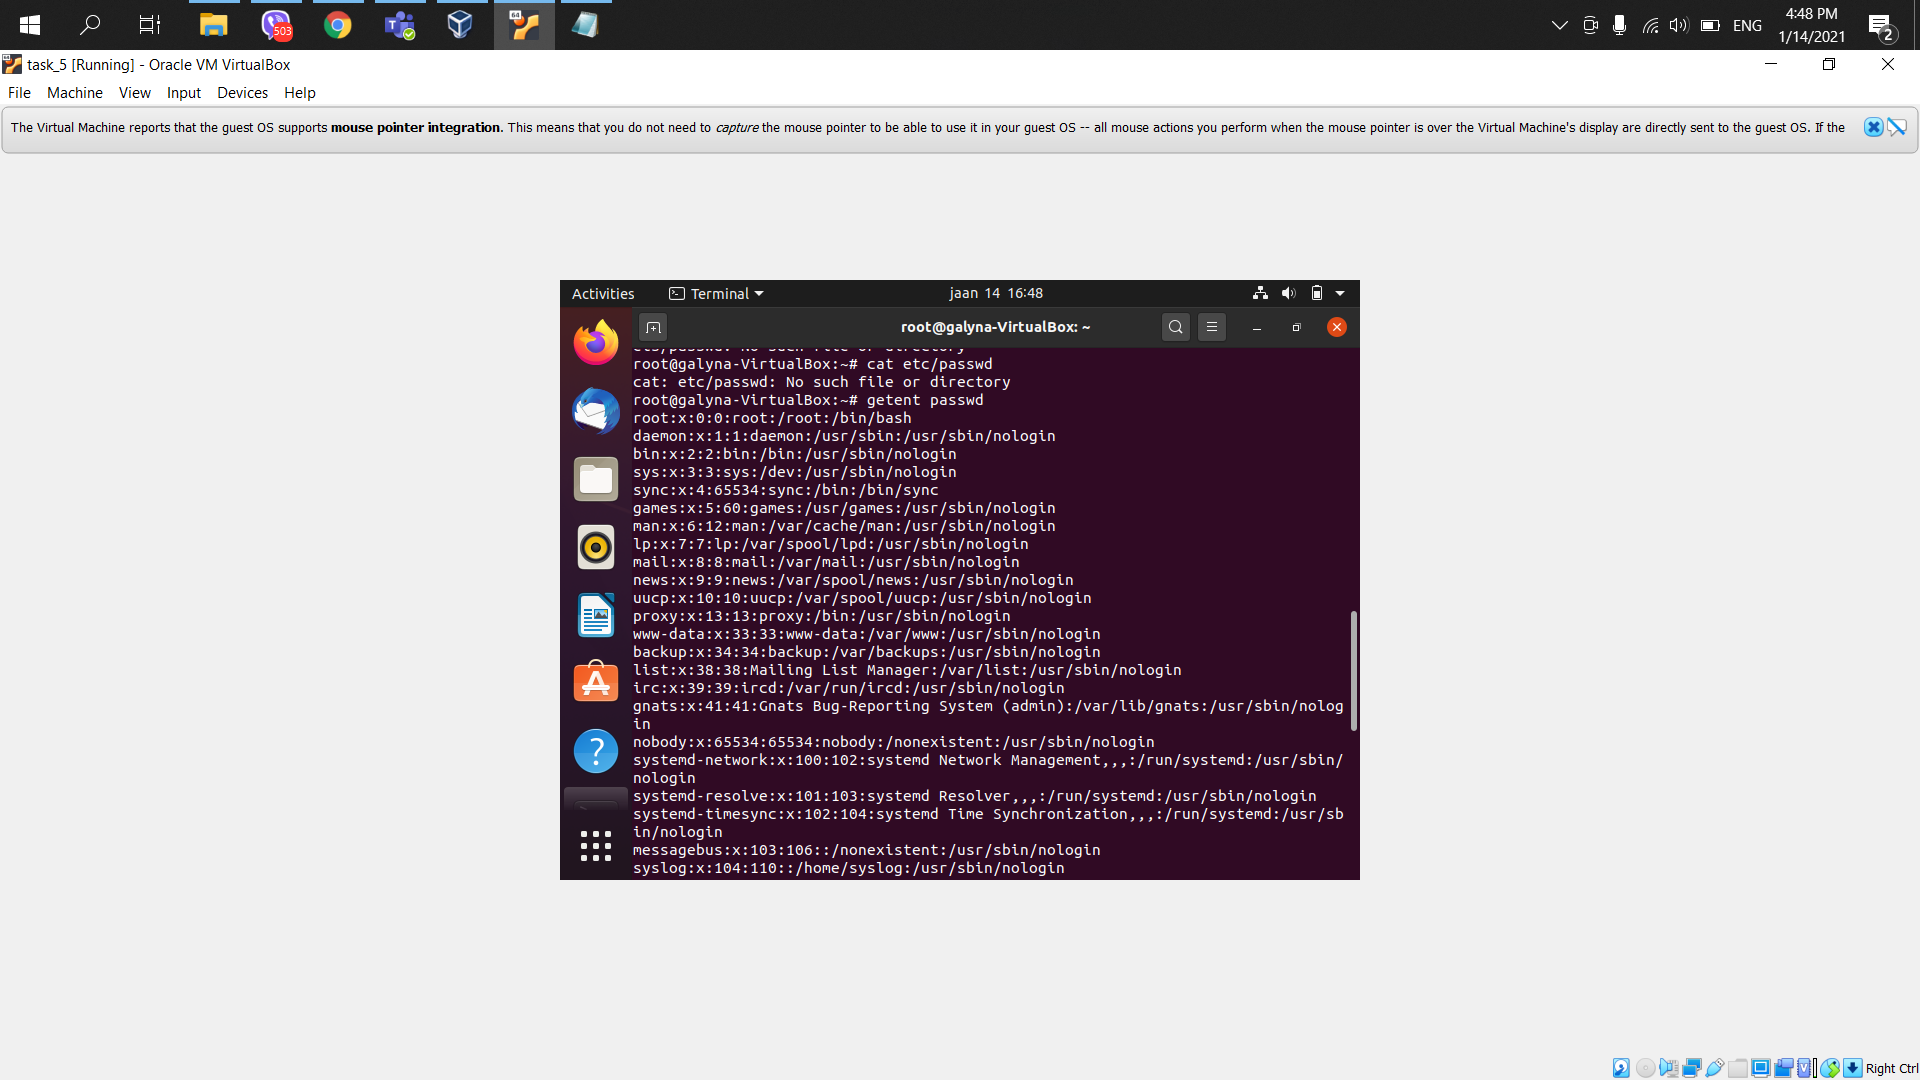 503
64
T
ENG
4:48 PM
1/14/2021
2
task_5 [Running] - Oracle VM VirtualBox
File Machine View Input Devices Help
The Virtual Machine reports that the guest OS supports mouse pointer integration. This means that you do not need to capture the mouse pointer to be able to use it in your guest OS -- all mouse actions you perform when the mouse pointer is over the Virtual Machine's display are directly sent to the guest OS. If the
Activities Terminal jaan 14 16:48
root@galyna-VirtualBox: ~
ets/passwd: No such file or directory
root@galyna-VirtualBox:~# cat etc/passwd
cat: etc/passwd: No such file or directory
root@galyna-VirtualBox:~# getent passwd
root:x:0:0:root:/root:/bin/bash
daemon:x:1:1:daemon:/usr/sbin:/usr/sbin/nologin
bin:x:2:2:bin:/bin:/usr/sbin/nologin
sys:x:3:3:sys:/dev:/usr/sbin/nologin
sync:x:4:65534:sync:/bin:/bin/sync
games:x:5:60:games:/usr/games:/usr/sbin/nologin
man:x:6:12:man:/var/cache/man:/usr/sbin/nologin
lp:x:7:7:lp:/var/spool/lpd:/usr/sbin/nologin
mail:x:8:8:mail:/var/mail:/usr/sbin/nologin
news:x:9:9:news:/var/spool/news:/usr/sbin/nologin
uucp:x:10:10:uucp:/var/spool/uucp:/usr/sbin/nologin
proxy:x:13:13:proxy:/bin:/usr/sbin/nologin
www-data:x:33:33:www-data:/var/www:/usr/sbin/nologin
backup:x:34:34:backup:/var/backups:/usr/sbin/nologin
list:x:38:38:Mailing List Manager:/var/list:/usr/sbin/nologin
irc:x:39:39:ircd:/var/run/ircd:/usr/sbin/nologin
gnats:x:41:41:Gnats Bug-Reporting System (admin):/var/lib/gnats:/usr/sbin/nolog
in
nobody:x:65534:65534:nobody:/nonexistent:/usr/sbin/nologin
systemd-network:x:100:102:systemd Network Management,,,:/run/systemd:/usr/sbin/
nologin
systemd-resolve:x:101:103:systemd Resolver,,,:/run/systemd:/usr/sbin/nologin
systemd-timesync:x:102:104:systemd Time Synchronization,,,:/run/systemd:/usr/sb
in/nologin
messagebus:x:103:106::/nonexistent:/usr/sbin/nologin
syslog:x:104:110::/home/syslog:/usr/sbin/nologin
Right Ctrl